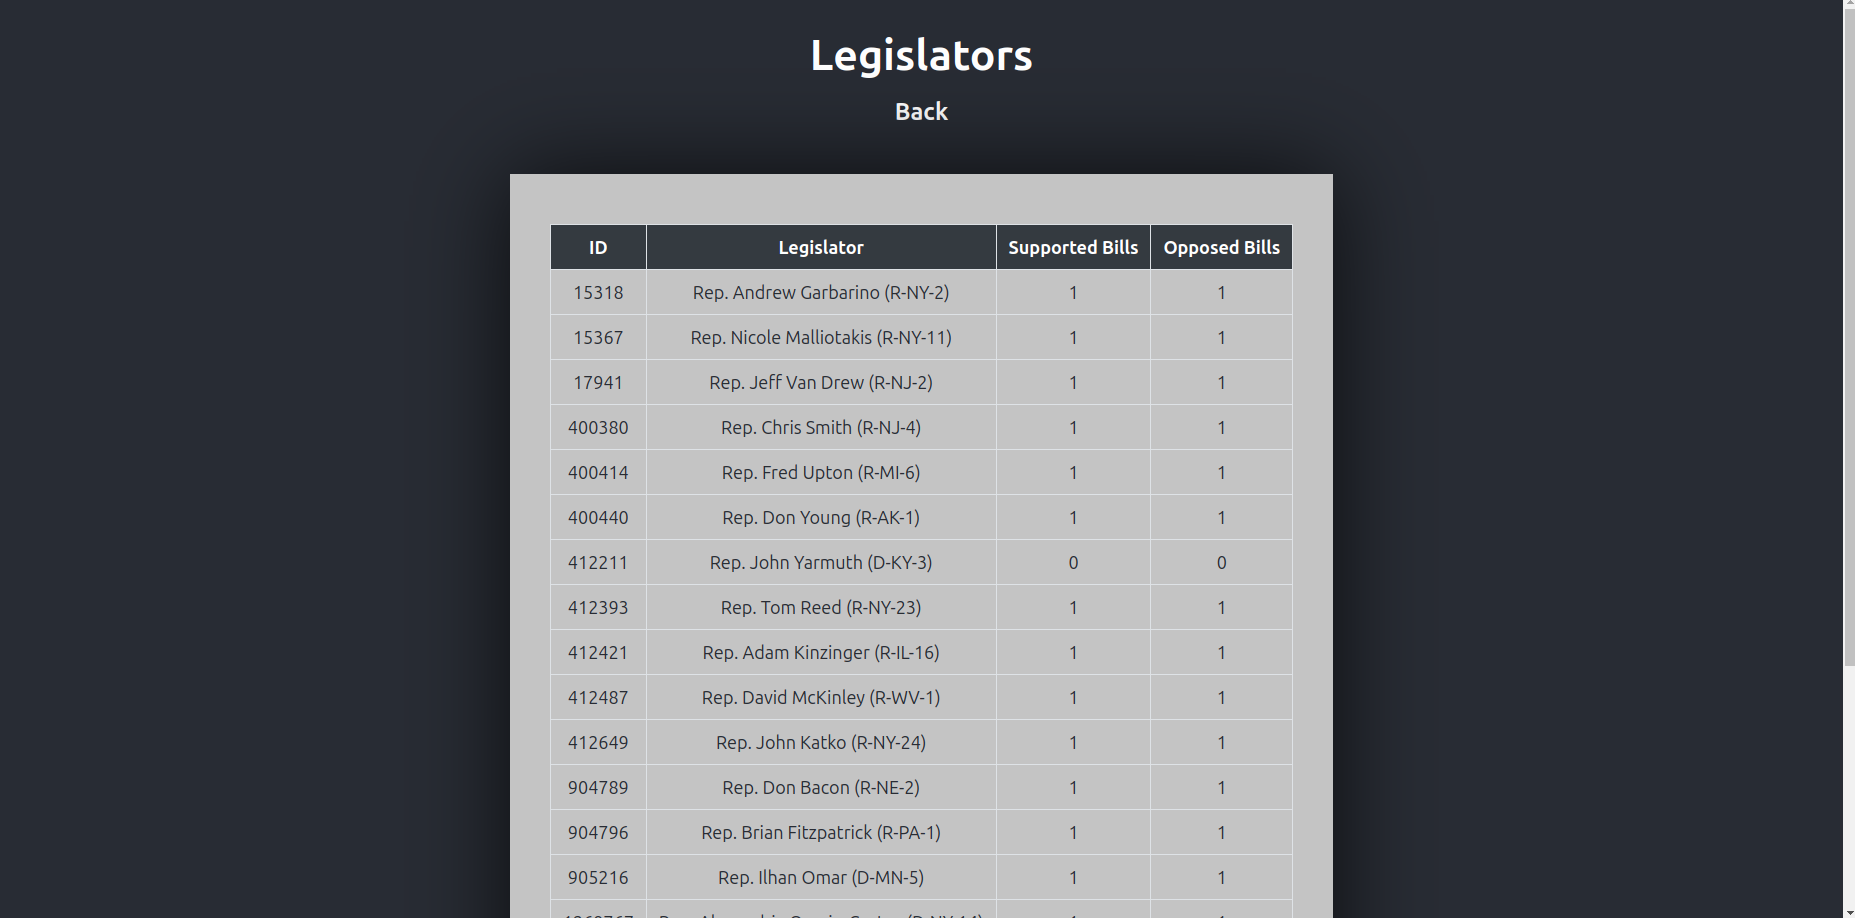 Legislators
Back
ID Legislator Supported Bills Opposed Bills
15318 Rep. Andrew Garbarino (R-NY-2) 1 1
15367 Rep. Nicole Malliotakis (R-NY-11) 1 1
17941 Rep. Jeff Van Drew (R-NJ-2) 1 1
400380 Rep. Chris Smith (R-NJ-4) 1 1
400414 Rep. Fred Upton (R-MI-6) 1 1
400440 Rep. Don Young (R-AK-1) 1 1
412211 Rep. John Yarmuth (D-KY-3) 0 0
412393 Rep. Tom Reed (R-NY-23) 1 1
412421 Rep. Adam Kinzinger (R-IL-16) 1 1
412487 Rep. David McKinley (R-WV-1) 1 1
412649 Rep. John Katko (R-NY-24) 1 1
904789 Rep. Don Bacon (R-NE-2) 1 1
904796 Rep. Brian Fitzpatrick (R-PA-1) 1 1
905216 Rep. Ilhan Omar (D-MN-5) 1 1